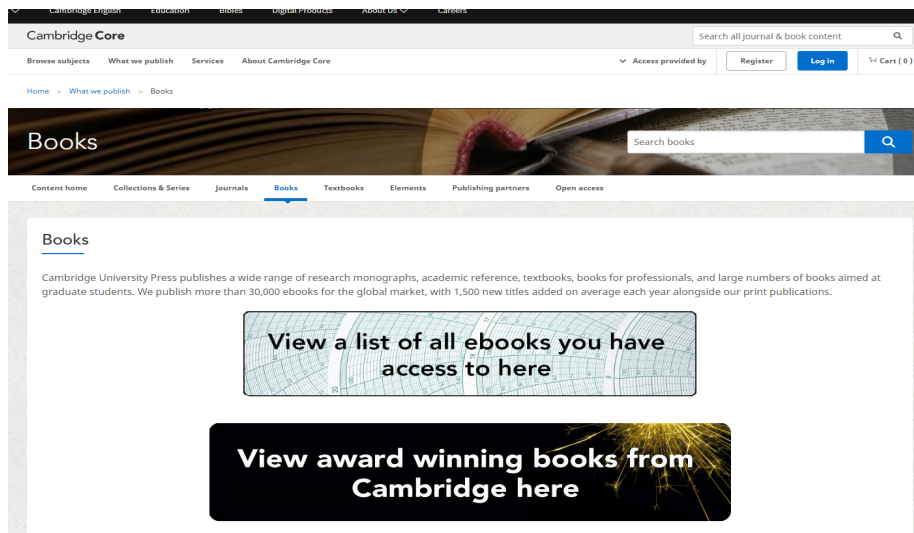 Cambridge English Education Bibles Digital Products About Us Careers
Cambridge Core
Search all journal & book content
Browse subjects What we publish Services About Cambridge Core
Access provided by Register Log in Cart ( 0 )
Home > What we publish > Books
Books
Search books
Content home Collections & Series Journals Books Textbooks Elements Publishing partners Open access
Books
Cambridge University Press publishes a wide range of research monographs, academic reference, textbooks, books for professionals, and large numbers of books aimed at
graduate students. We publish more than 30,000 ebooks for the global market, with 1,500 new titles added on average each year alongside our print publications.
View a list of all ebooks you have
access to here
View award winning books from
Cambridge here